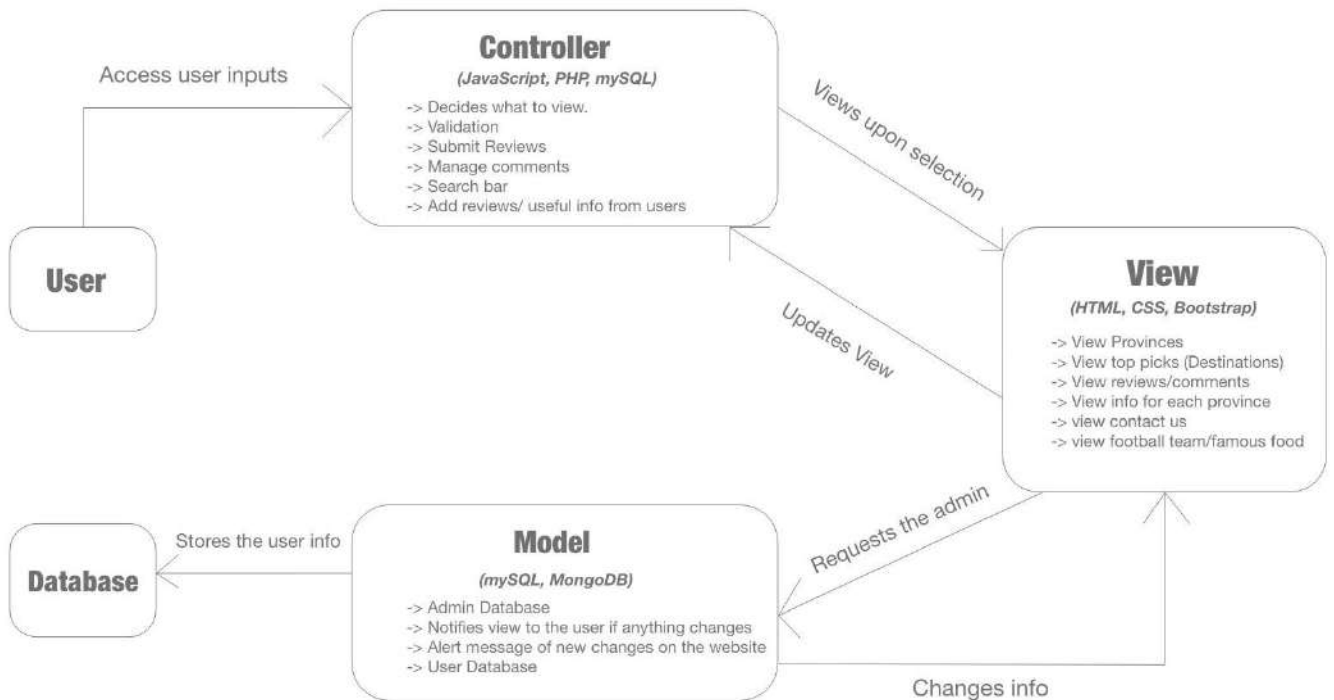 Controller
(JavaScript, PHP, mySQL)
-> Decides what to view.
-> Validation
-> Submit Reviews
-> Manage comments
-> Search bar
-> Add reviews/ useful info from users
Access user inputs
Views upon selection
User
View
(HTML, CSS, Bootstrap)
-> View Provinces
-> View top picks (Destinations)
-> View reviews/comments
-> View info for each province
-> view contact us
-> view football team/famous food
Updates View
Requests the admin
Stores the user info
Database
Model
(mySQL, MongoDB)
-> Admin Database
-> Notifies view to the user if anything changes
-> Alert message of new changes on the website
-> User Database
Changes info